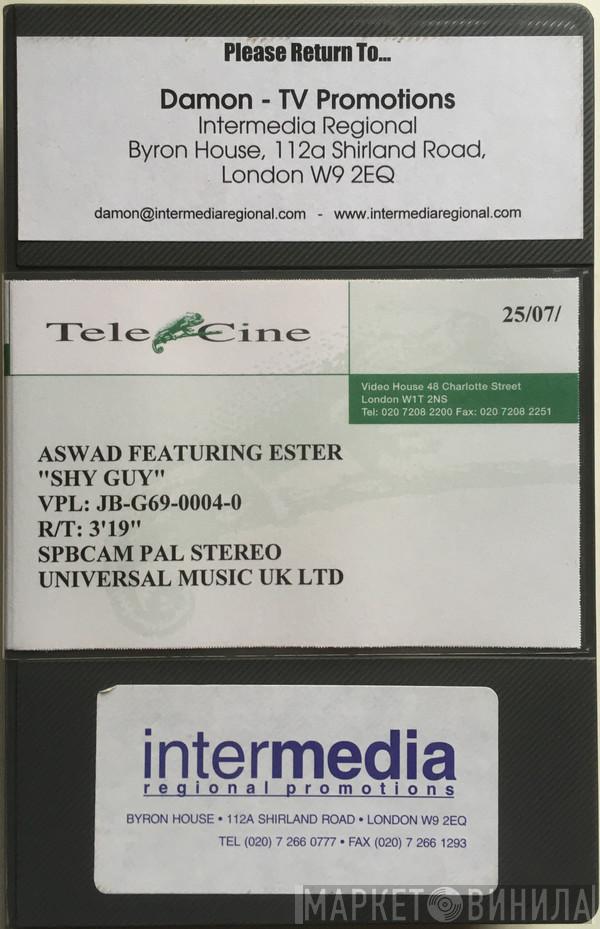 Please Return To...
Damon - TV Promotions
Intermedia Regional
Byron House, 112a Shirland Road,
London W9 2EQ
damon@intermediaregional.com - www.intermediaregional.com
Tele Cine
25/07/
Video House 48 Charlotte Street
London W1T 2NS
Tel: 020 7208 2200 Fax: 020 7208 2251
ASWAD FEATURING ESTER
"SHY GUY"
VPL: JB-G69-0004-0
R/T: 3'19"
SPBCAM PAL STEREO
UNIVERSAL MUSIC UK LTD
intermedia
regional promotions
BYRON HOUSE • 112A SHIRLAND ROAD • LONDON W9 2EQ
TEL (020) 7 266 0777 • FAX (020) 7 266 1293
МАРКЕТ ВИНИЛА